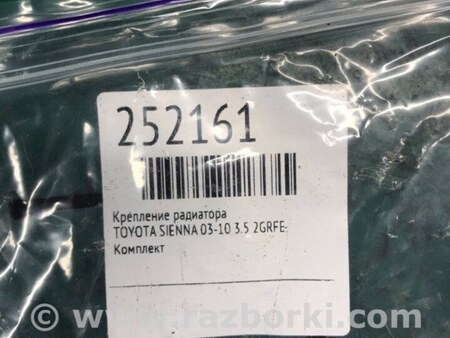 252161
Крепление радиатора
TOYOTA SIENNA 03-10 3.5 2GRFE-
Комплект
© www.razborki.com